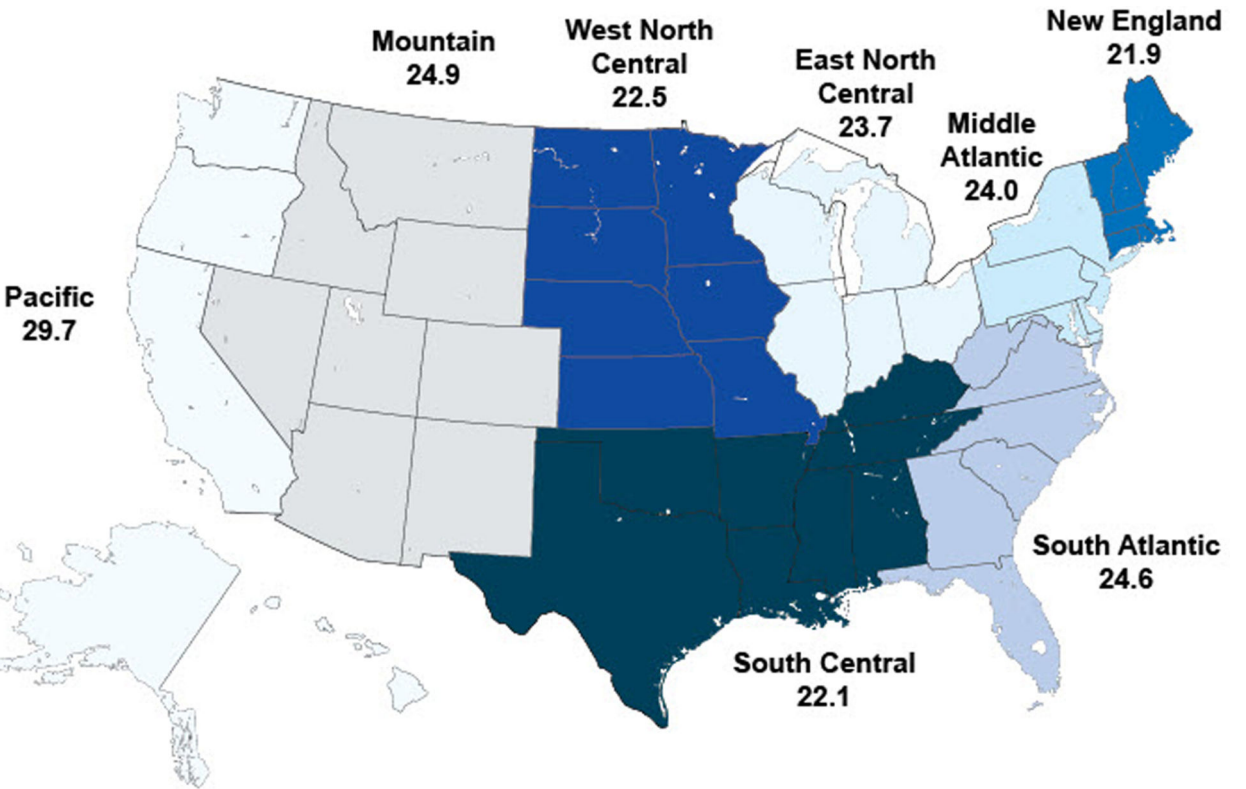 New England
21.9
West North
Central
22.5
Mountain
24.9
East North
Central
23.7
Middle
Atlantic
24.0
Pacific
29.7
South Atlantic
24.6
South Central
22.1